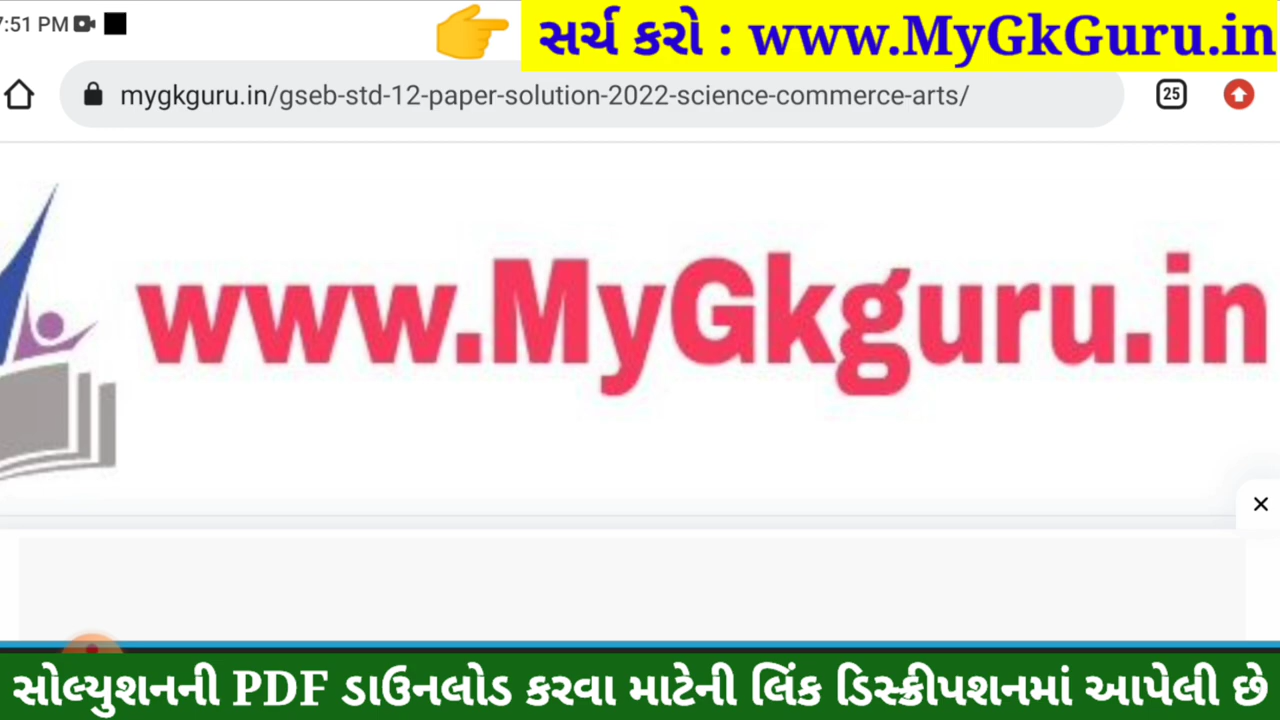 7:51 PM
👉 સર્ચ કરો : www.MyGkGuru.in
mygkguru.in/gseb-std-12-paper-solution-2022-science-commerce-arts/
25
www.MyGkguru.in
સોલ્યુશનની PDF ડાઉનલોડ કરવા માટેની લિંક ડિસ્ક્રીપશનમાં આપેલી છે